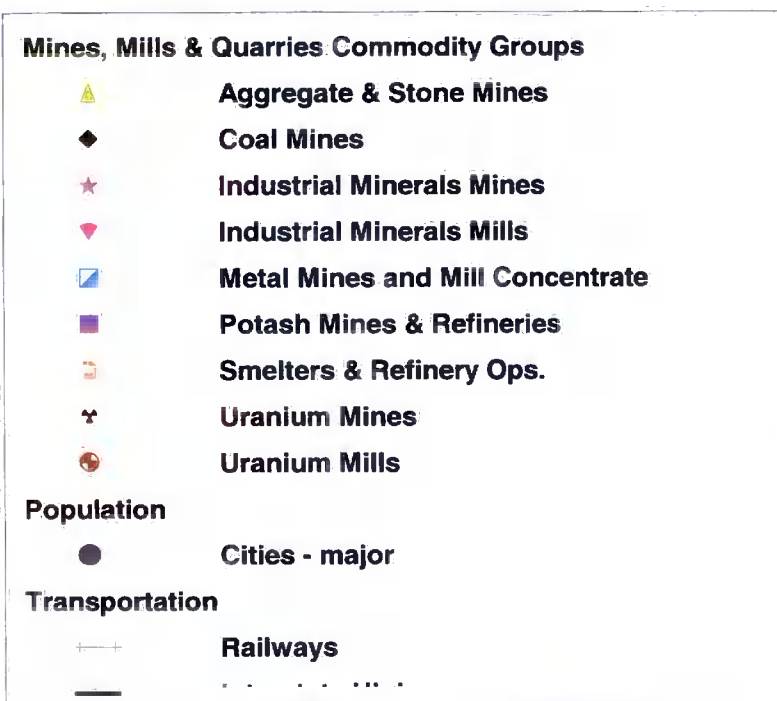 Mines, Mills & Quarries Commodity Groups
Aggregate & Stone Mines
Coal Mines
Industrial Minerals Mines
Industrial Minerals Mills
Metal Mines and Mill Concentrate
Potash Mines & Refineries
Smelters & Refinery Ops.
Uranium Mines
Uranium Mills
Population
Cities - major
Transportation
Railways